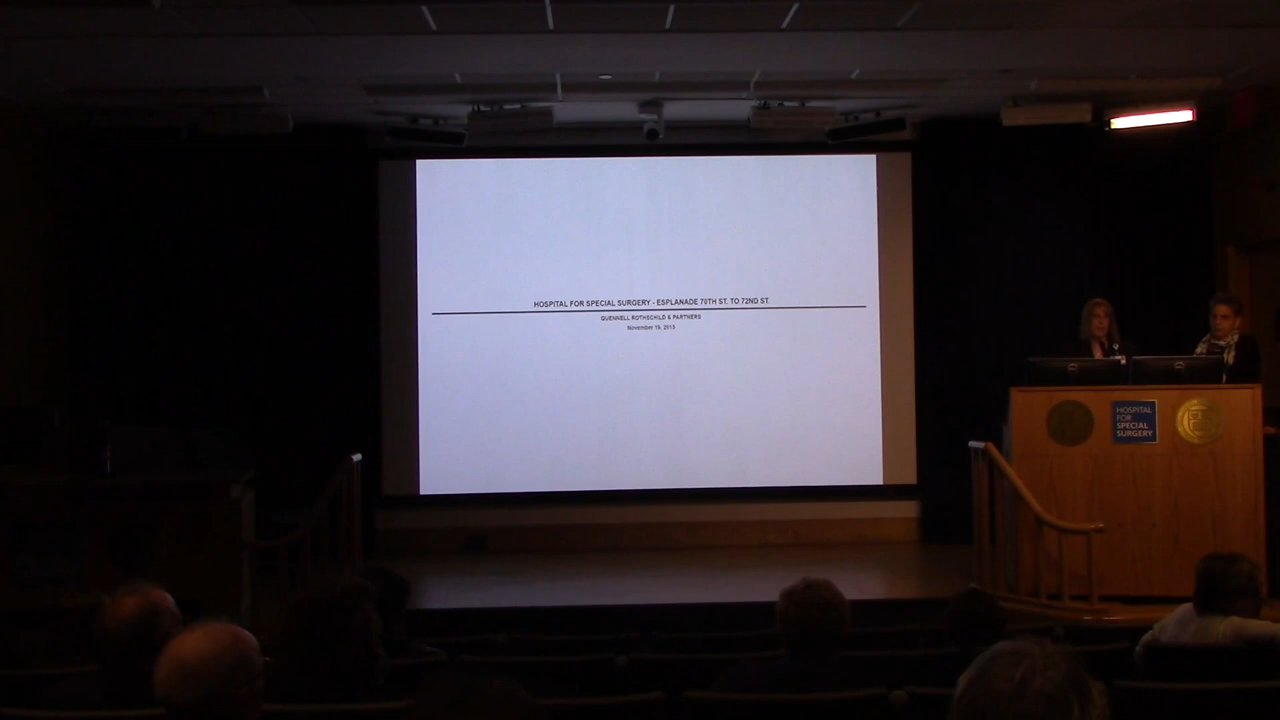 HOSPITAL FOR SPECIAL SURGERY - ESPLANADE 70TH ST. TO 72ND ST.
QUENNELL ROTHSCHILD & PARTNERS
November 19, 2013
HOSPITAL
FOR
SPECIAL
SURGERY